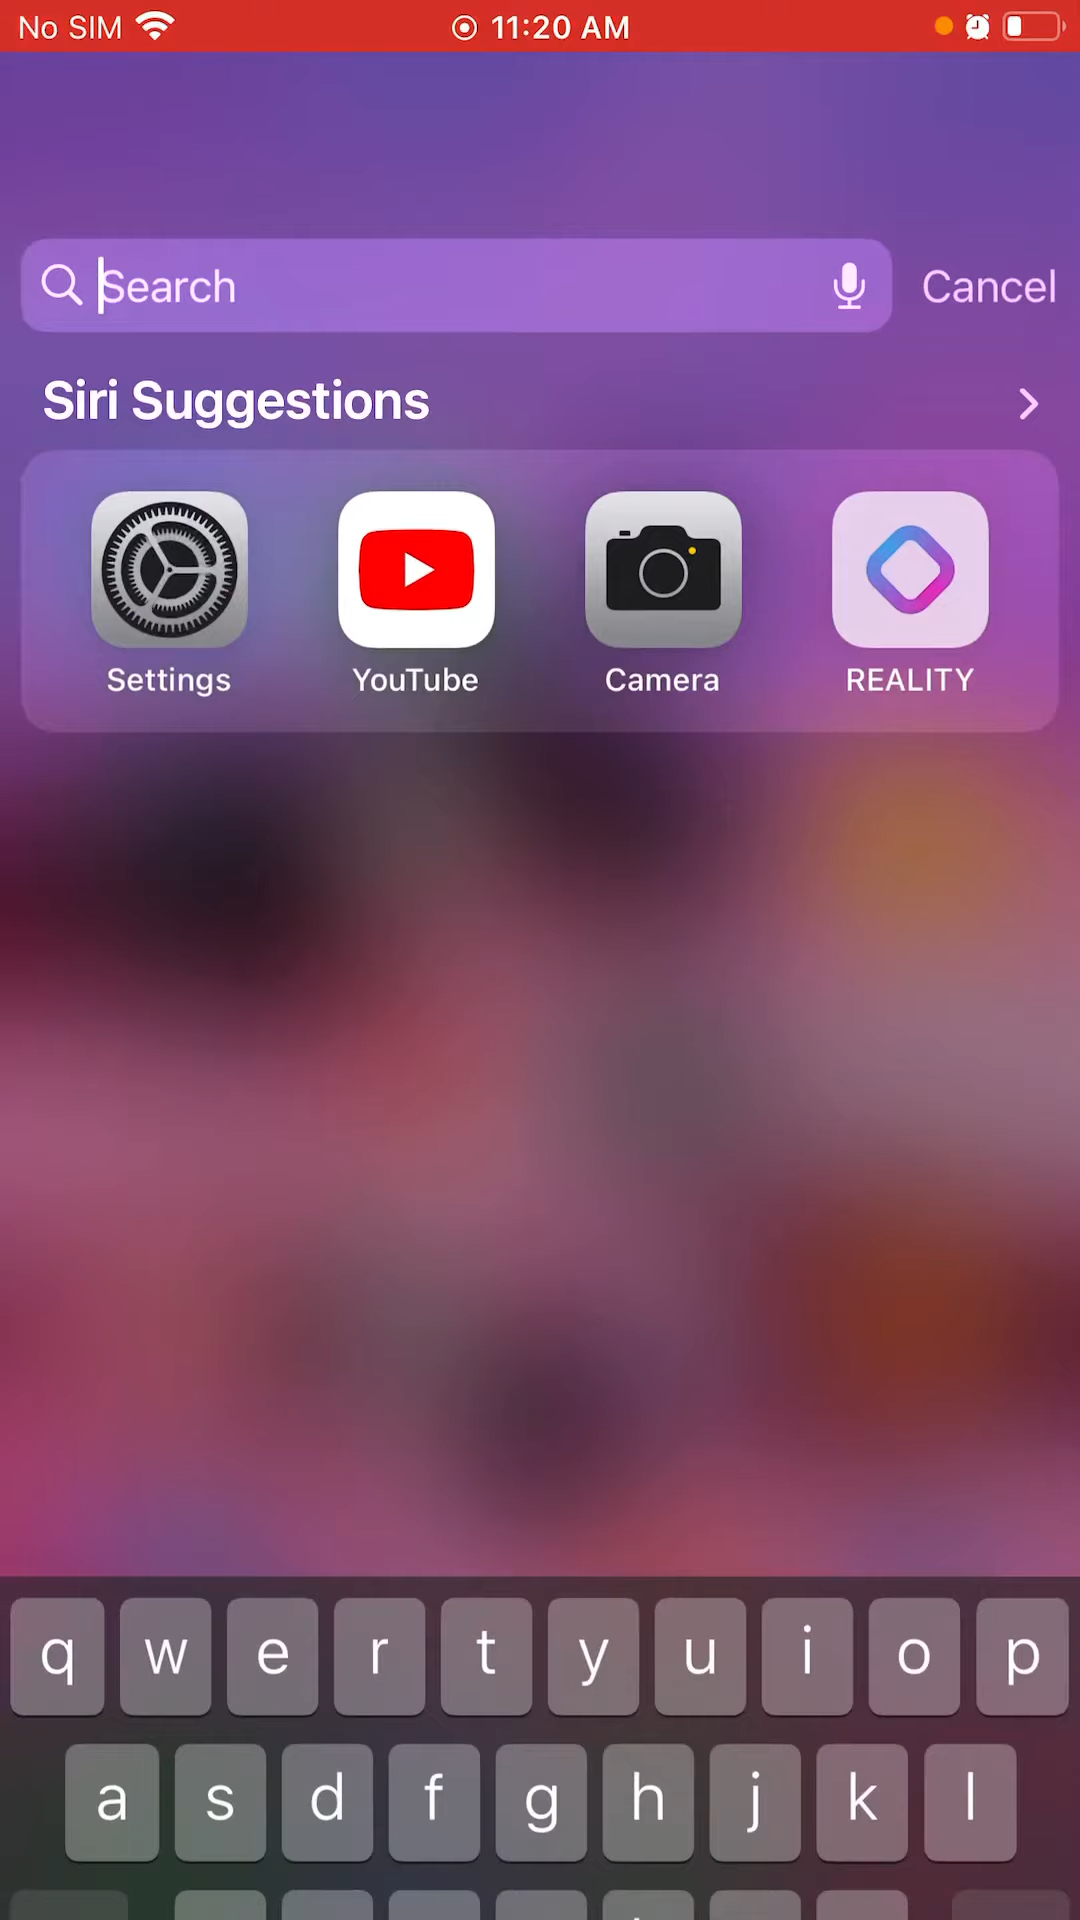 No SIM 11:20 AM
Search Cancel
Siri Suggestions
Settings YouTube Camera REALITY
q w e r t y u i o p
a s d f g h j k l